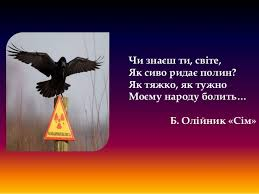 Чи знаєш ти, світе,
Як сиво ридає полин?
Як тяжко, як тужно
Моєму народу болить...
Б. Олійник «Сім»